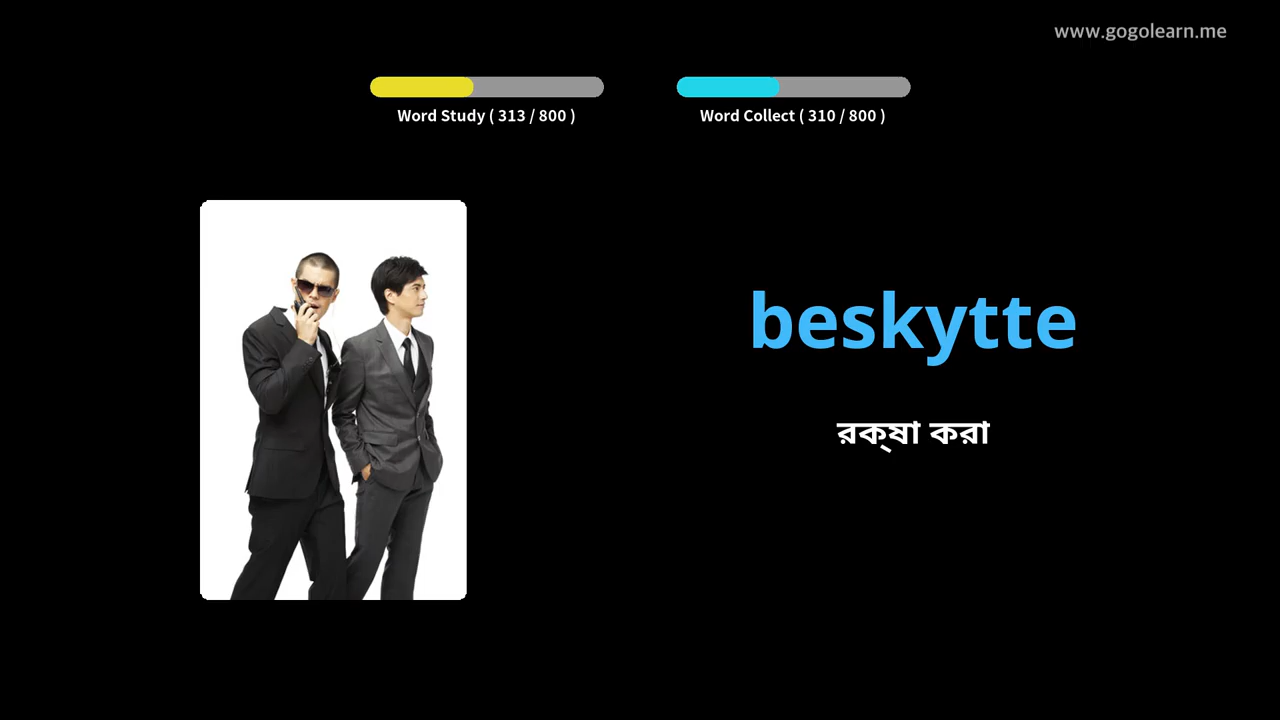 www.gogolearn.me
Word Study ( 313 / 800 )
Word Collect ( 310 / 800 )
beskytte
রক্ষা করা